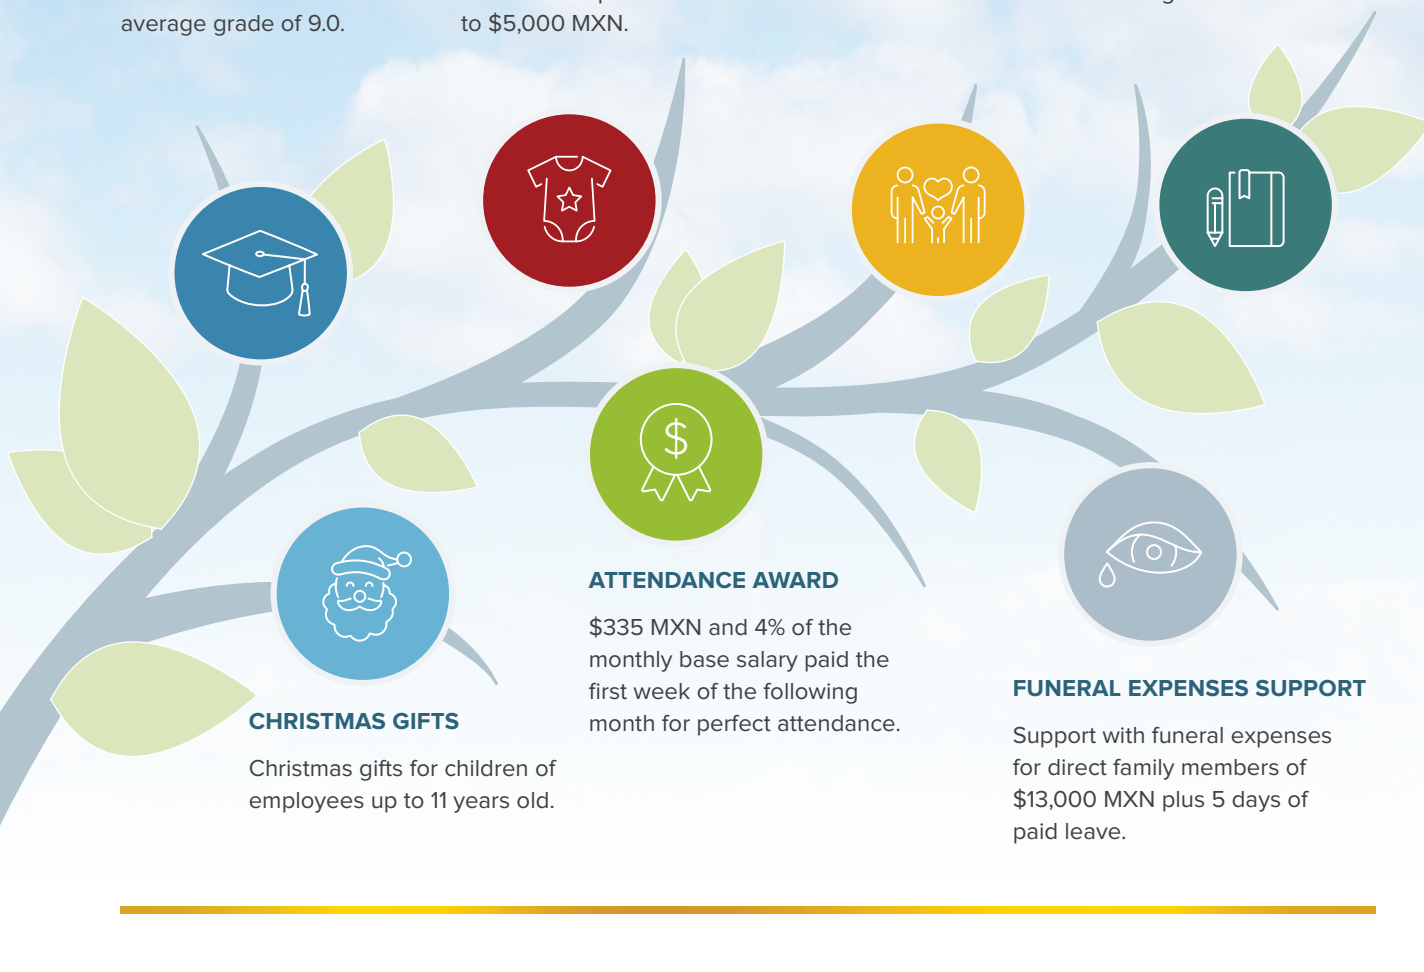 average grade of 9.0.
to $5,000 MXN.
$
ATTENDANCE AWARD
$335 MXN and 4% of the
monthly base salary paid the
first week of the following
month for perfect attendance.
FUNERAL EXPENSES SUPPORT
Support with funeral expenses
for direct family members of
$13,000 MXN plus 5 days of
paid leave.
CHRISTMAS GIFTS
Christmas gifts for children of
employees up to 11 years old.